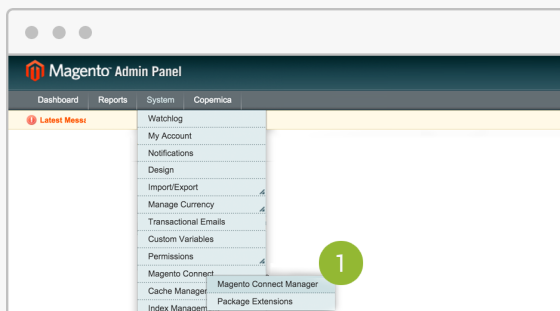 Magento Admin Panel
Dashboard Reports System Copernica
Latest Messa
Watchlog
My Account
Notifications
Design
Import/Export
Manage Currency
Transactional Emails
Custom Variables
Permissions
Magento Connect
1
Magento Connect Manager
Cache Manager
Package Extensions
Index Managem